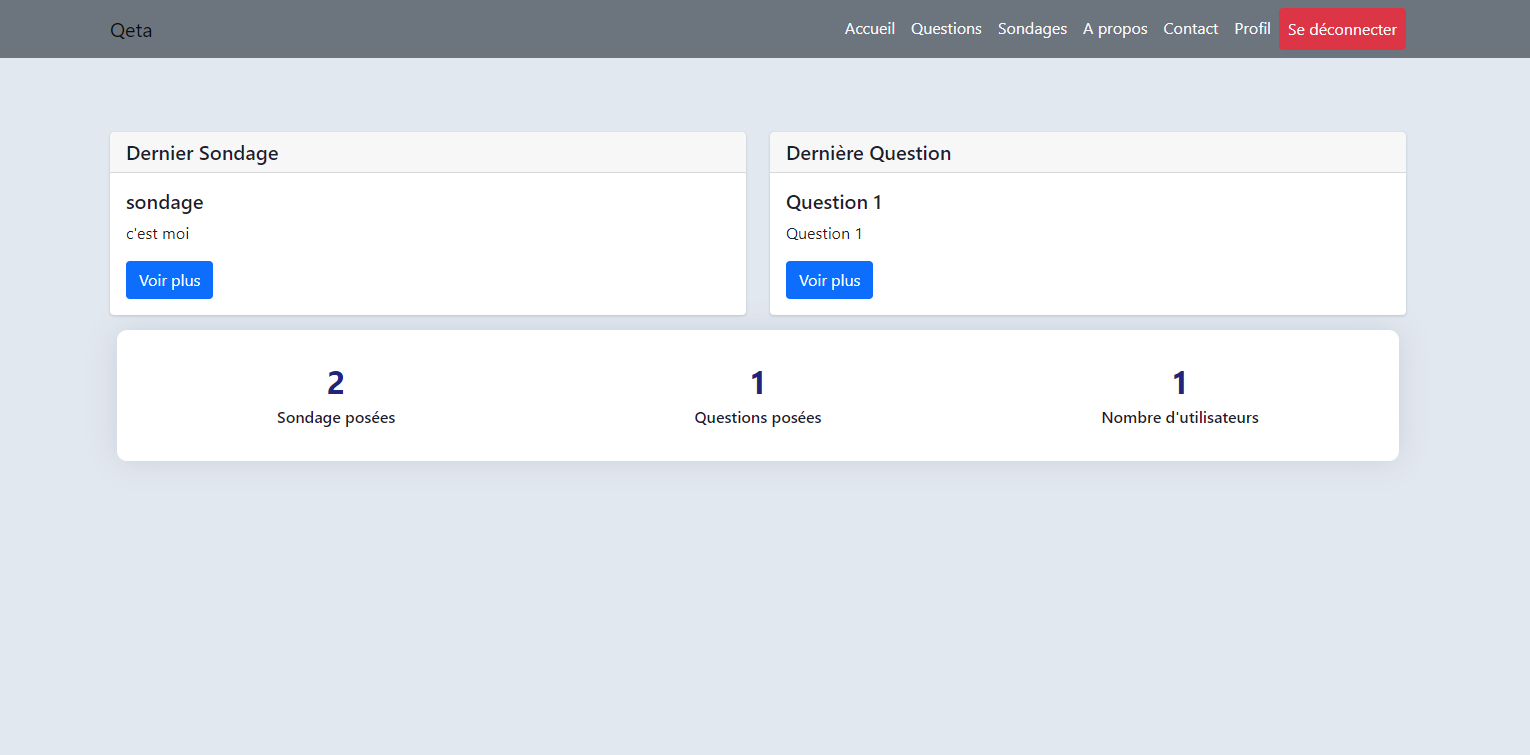 Qeta
Accueil Questions Sondages A propos Contact Profil Se déconnecter
Dernier Sondage
sondage
c'est moi
Voir plus
Dernière Question
Question 1
Question 1
Voir plus
2
Sondage posées
1
Questions posées
1
Nombre d'utilisateurs